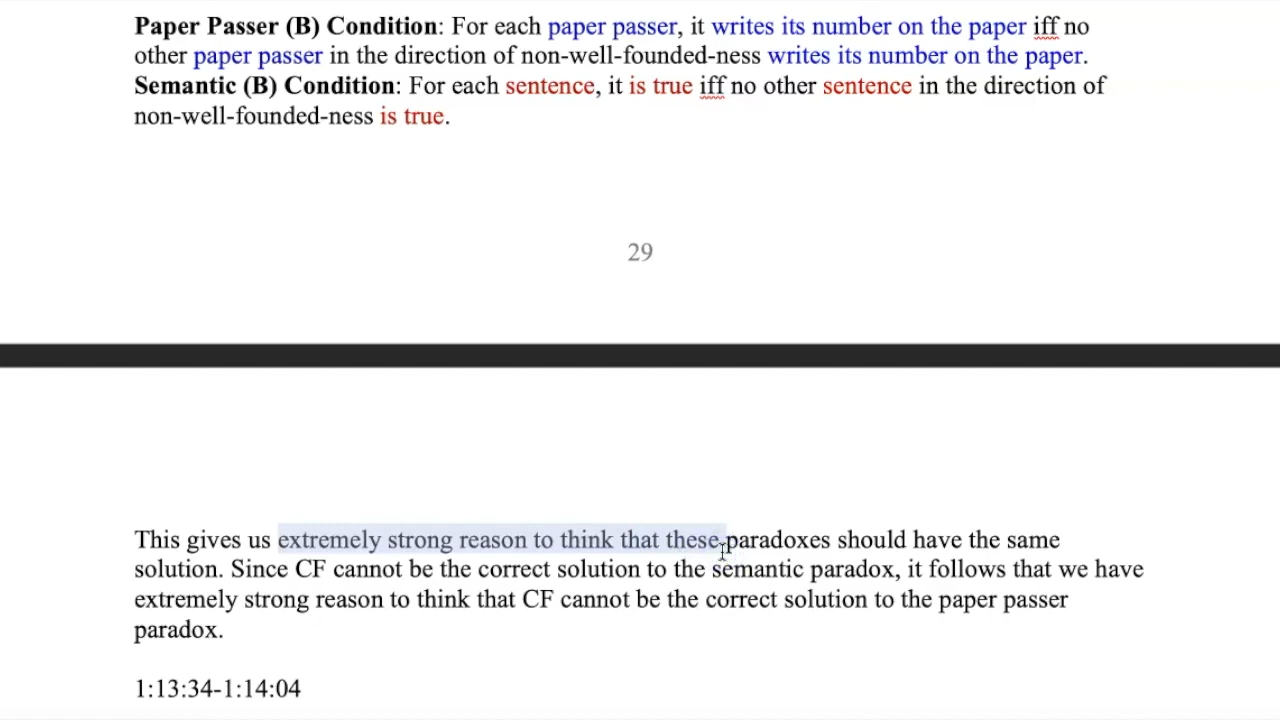 Paper Passer (B) Condition: For each paper passer, it writes its number on the paper iff no
other paper passer in the direction of non-well-founded-ness writes its number on the paper.
Semantic (B) Condition: For each sentence, it is true iff no other sentence in the direction of
non-well-founded-ness is true.
29
This gives us extremely strong reason to think that these paradoxes should have the same
solution. Since CF cannot be the correct solution to the semantic paradox, it follows that we have
extremely strong reason to think that CF cannot be the correct solution to the paper passer
paradox.
1:13:34-1:14:04